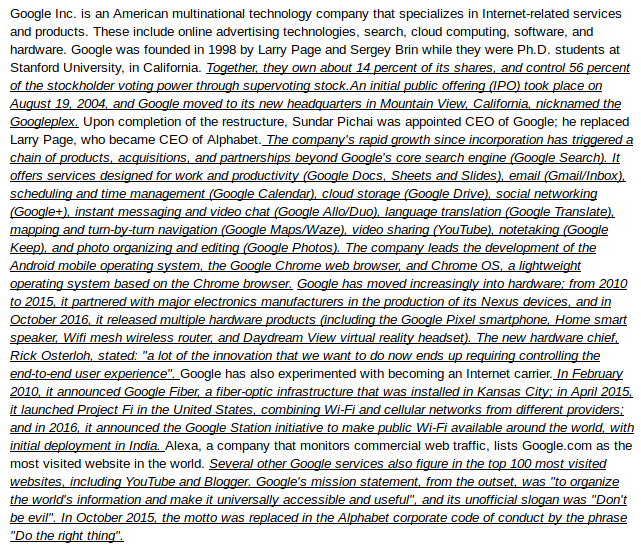 Google Inc. is an American multinational technology company that specializes in Internet-related services
and products. These include online advertising technologies, search, cloud computing, software, and
hardware. Google was founded in 1998 by Larry Page and Sergey Brin while they were Ph.D. students at
Stanford University, in California. Together, they own about 14 percent of its shares, and control 56 percent
of the stockholder voting power through supervoting stock.An initial public offering (IPO) took place on
August 19, 2004, and Google moved to its new headquarters in Mountain View, California, nicknamed the
Googleplex. Upon completion of the restructure, Sundar Pichai was appointed CEO of Google; he replaced
Larry Page, who became CEO of Alphabet. The company's rapid growth since incorporation has triggered a
chain of products, acquisitions, and partnerships beyond Google's core search engine (Google Search). It
offers services designed for work and productivity (Google Docs, Sheets and Slides), email (Gmail/Inbox),
scheduling and time management (Google Calendar), cloud storage (Google Drive), social networking
(Google+), instant messaging and video chat (Google Allo/Duo), language translation (Google Translate),
mapping and turn-by-turn navigation (Google Maps/Waze), video sharing (YouTube), notetaking (Google
Keep), and photo organizing and editing (Google Photos). The company leads the development of the
Android mobile operating system, the Google Chrome web browser, and Chrome OS, a lightweight
operating system based on the Chrome browser. Google has moved increasingly into hardware; from 2010
to 2015, it partnered with major electronics manufacturers in the production of its Nexus devices, and in
October 2016, it released multiple hardware products (including the Google Pixel smartphone, Home smart
speaker, Wifi mesh wireless router, and Daydream View virtual reality headset). The new hardware chief,
Rick Osterloh, stated: "a lot of the innovation that we want to do now ends up requiring controlling the
end-to-end user experience". Google has also experimented with becoming an Internet carrier. In February
2010, it announced Google Fiber, a fiber-optic infrastructure that was installed in Kansas City; in April 2015,
it launched Project Fi in the United States, combining Wi-Fi and cellular networks from different providers;
and in 2016, it announced the Google Station initiative to make public Wi-Fi available around the world, with
initial deployment in India. Alexa, a company that monitors commercial web traffic, lists Google.com as the
most visited website in the world. Several other Google services also figure in the top 100 most visited
websites, including YouTube and Blogger. Google's mission statement, from the outset, was "to organize
the world's information and make it universally accessible and useful", and its unofficial slogan was "Don't
be evil". In October 2015, the motto was replaced in the Alphabet corporate code of conduct by the phrase
"Do the right thing".